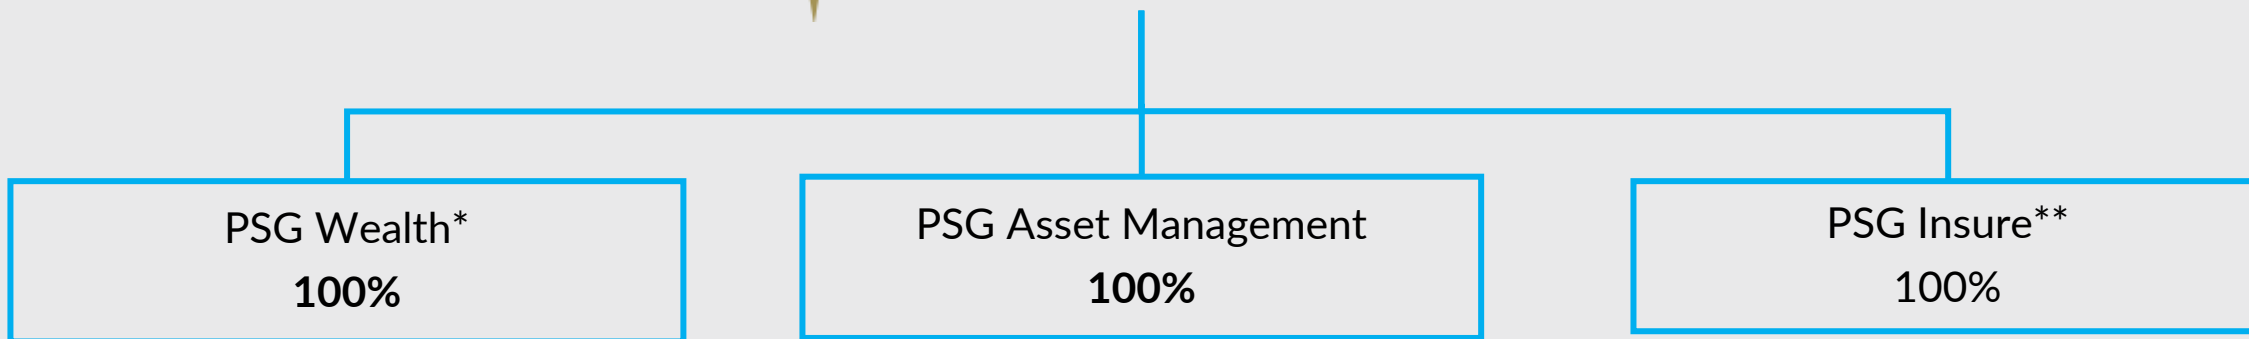 PSG Wealth*
100%
PSG Asset Management
100%
PSG Insure**
100%